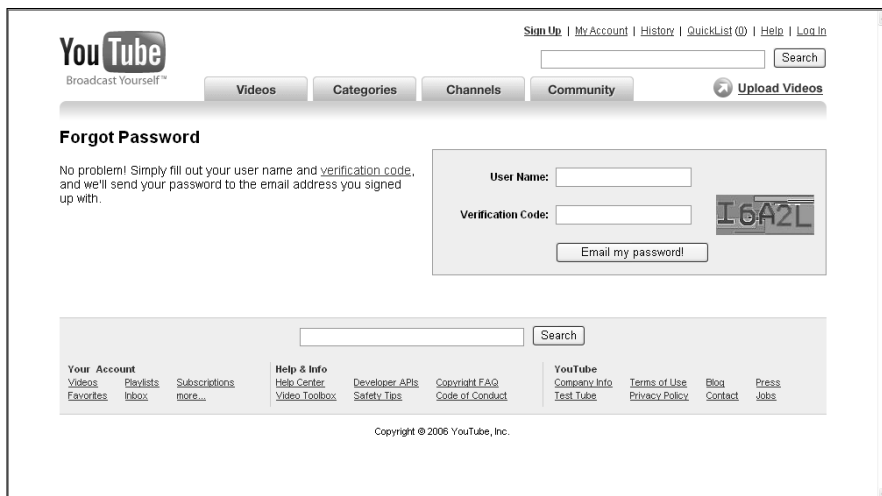 Sign Up | My Account | History | QuickList (0) | Help | Log In
YouTube
Broadcast Yourself™
Search
Videos Categories Channels Community Upload Videos
Forgot Password
No problem! Simply fill out your user name and verification code,
and we'll send your password to the email address you signed
up with.
User Name:
Verification Code:
I6A2L
Email my password!
Search
Your Account
Videos Playlists Subscriptions
Favorites Inbox more...
Help & Info
Help Center Developer APIs Copyright FAQ
Video Toolbox Safety Tips Code of Conduct
YouTube
Company Info Terms of Use Blog Press
Test Tube Privacy Policy Contact Jobs
Copyright © 2006 YouTube, Inc.